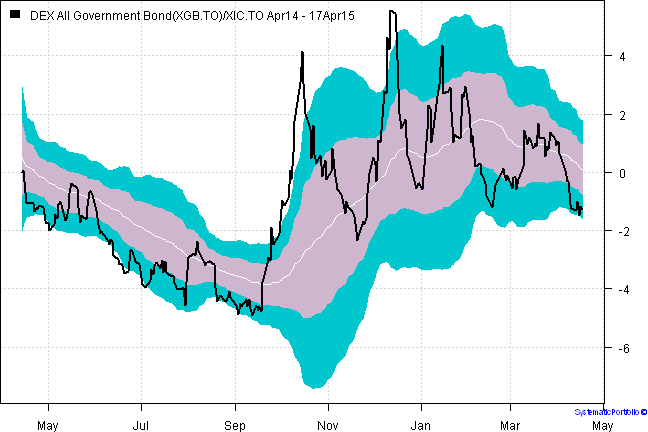 DEX All Government Bond(XGB.TO)/XIC.TO Apr14 - 17Apr15
4
2
0
-2
-4
-6
SystematicPortfolio ©
May Jul Sep Nov Jan Mar May